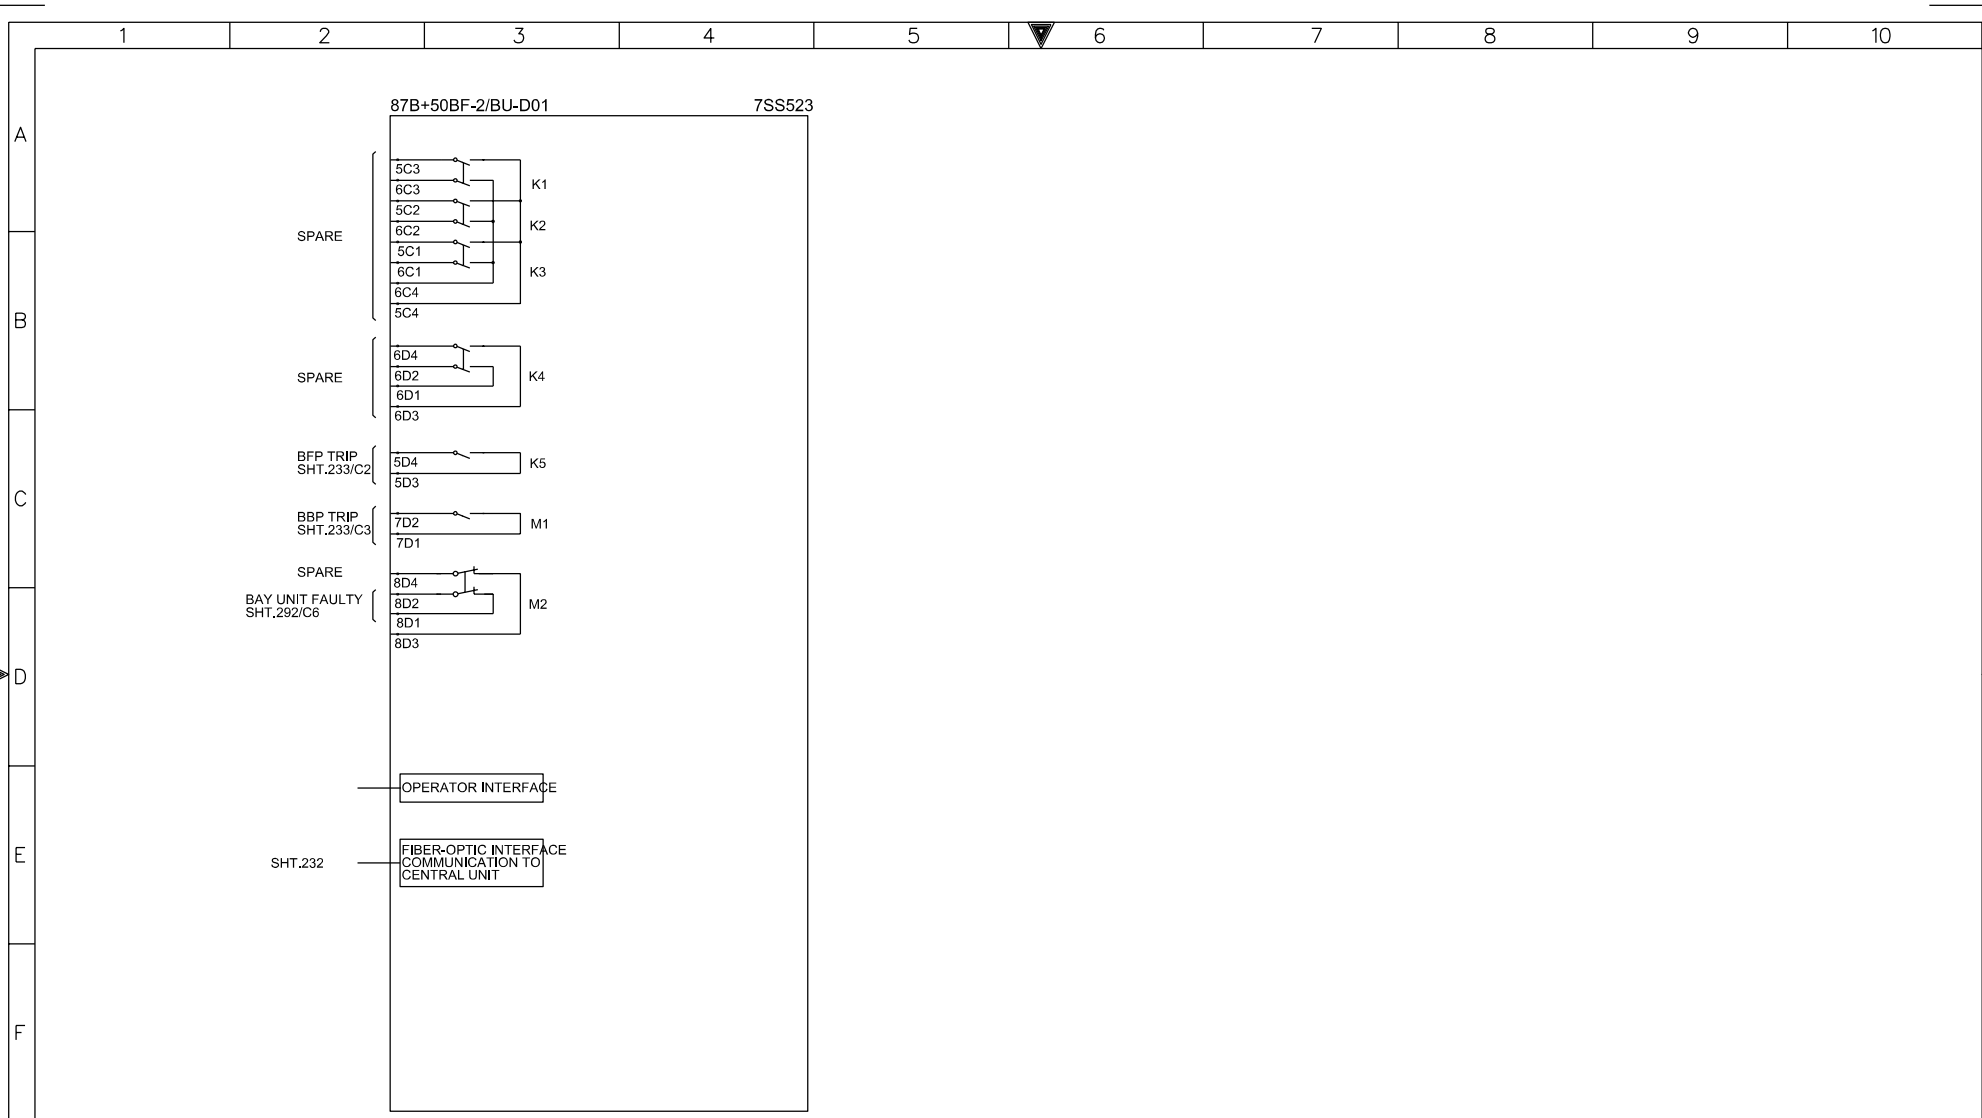 1 2 3 4 5 6 7 8 9 10
87B+50BF-2/BU-D01 7SS523
A
5C3
K1
6C3
5C2
K2
6C2
SPARE
5C1
6C1 K3
6C4
5C4
B
6D4
6D2
SPARE K4
6D1
6D3
BFP TRIP
SHT.233/C2
5D4 K5
5D3
C
BBP TRIP
SHT.233/C3
7D2 M1
7D1
SPARE
8D4
BAY UNIT FAULTY
SHT.292/C6
8D2 M2
8D1
8D3
D
OPERATOR INTERFACE
E
SHT.232
FIBER-OPTIC INTERFACE
COMMUNICATION TO
CENTRAL UNIT
F